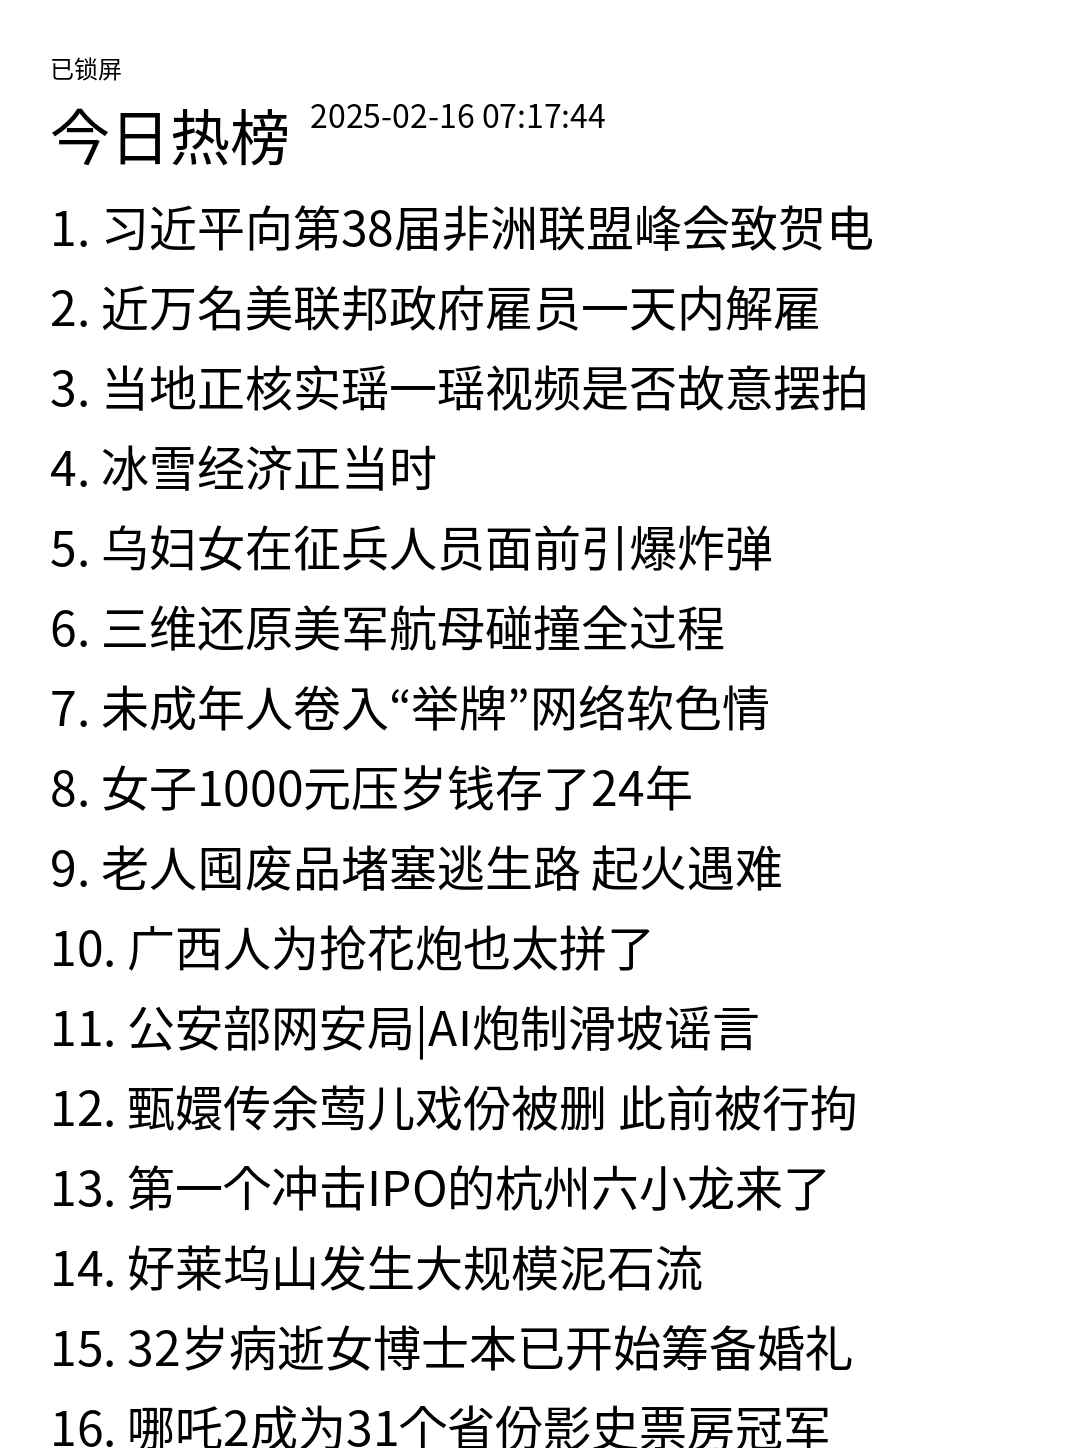 已锁屏
今日热榜 2025-02-16 07:17:44
1. 习近平向第38届非洲联盟峰会致贺电
2. 近万名美联邦政府雇员一天内解雇
3. 当地正核实瑶一瑶视频是否故意摆拍
4. 冰雪经济正当时
5. 乌妇女在征兵人员面前引爆炸弹
6. 三维还原美军航母碰撞全过程
7. 未成年人卷入“举牌”网络软色情
8. 女子1000元压岁钱存了24年
9. 老人囤废品堵塞逃生路 起火遇难
10. 广西人为抢花炮也太拼了
11. 公安部网安局|AI炮制滑坡谣言
12. 甄嬛传余莺儿戏份被删 此前被行拘
13. 第一个冲击IPO的杭州六小龙来了
14. 好莱坞山发生大规模泥石流
15. 32岁病逝女博士本已开始筹备婚礼
16. 哪吒2成为31个省份影史票房冠军